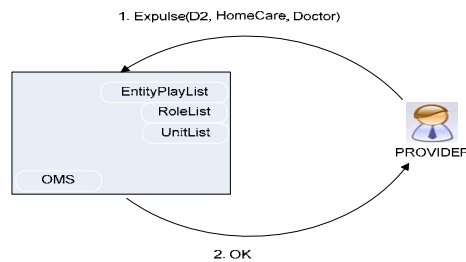 1. Expulse(D2, HomeCare, Doctor)
EntityPlayList
RoleList
UnitList
PROVIDER
OMS
2. OK